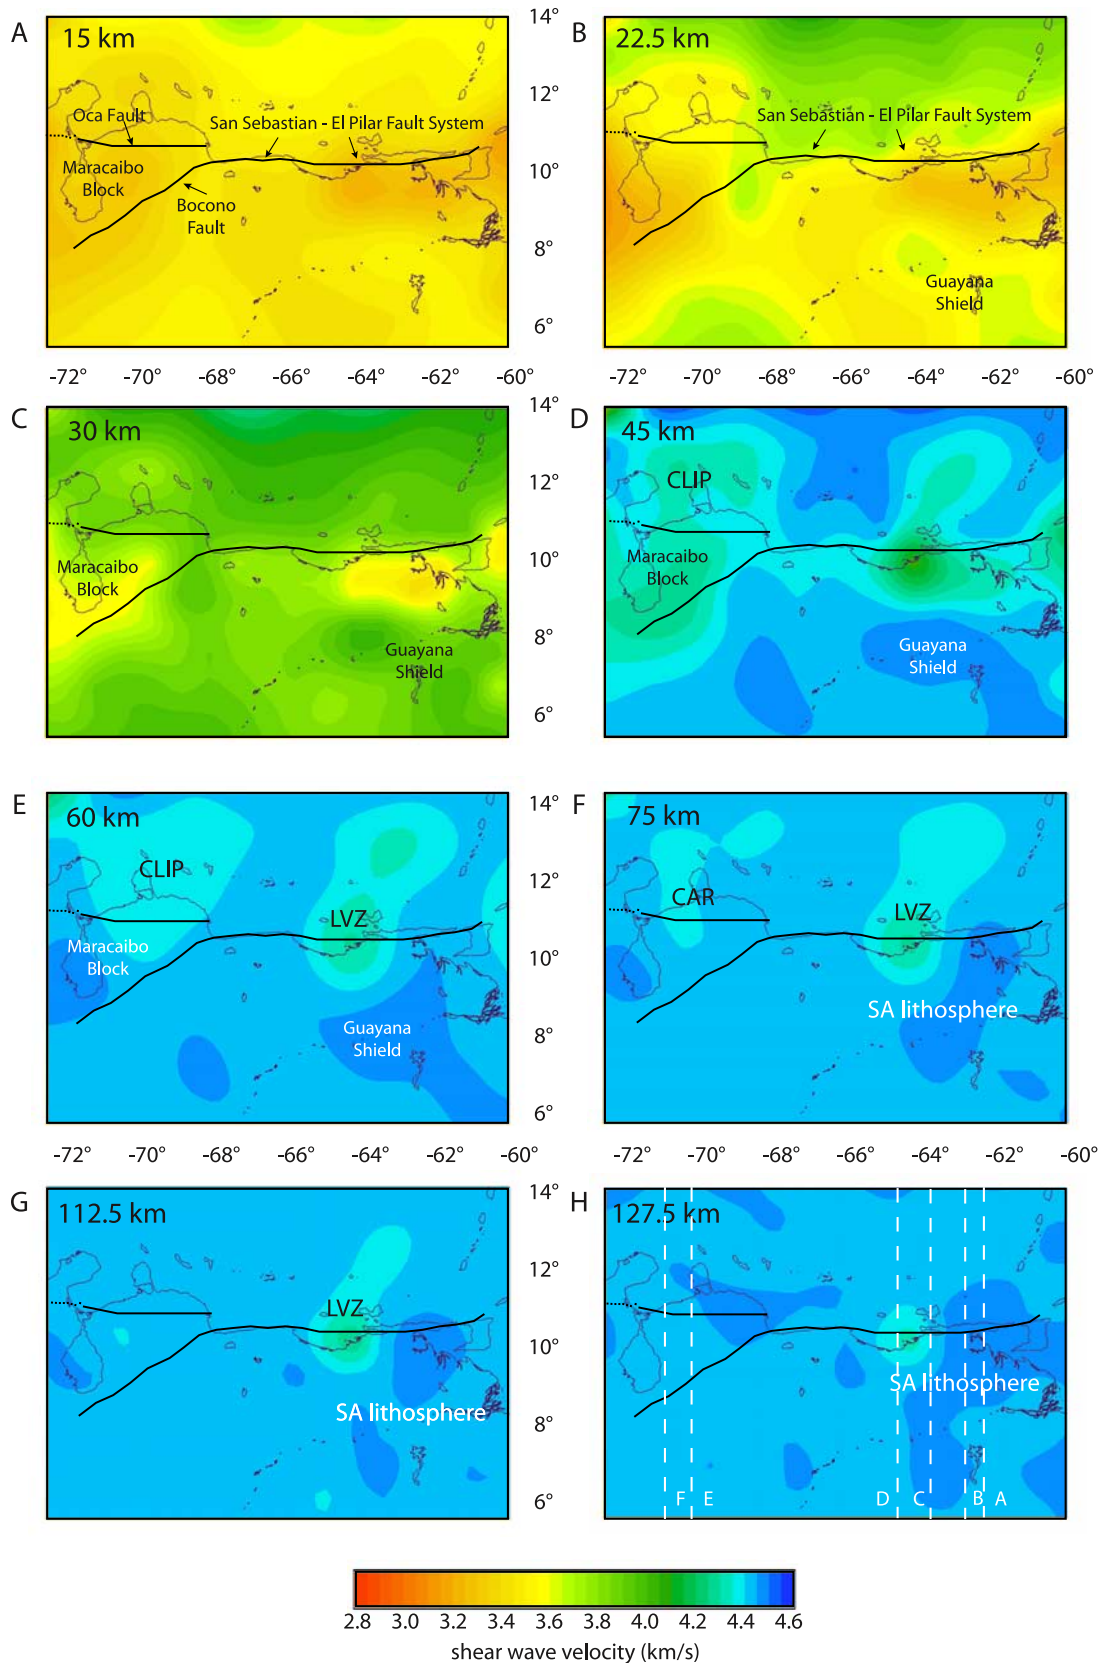 A
15 km
Oca Fault
San Sebastian - El Pilar Fault System
Maracaibo
Block
Bocono
Fault
14°
12°
10°
8°
6°
B
22.5 km
San Sebastian - El Pilar Fault System
Guayana
Shield
-72°
-70°
-68°
-66°
-64°
-62°
-60°
-72°
-70°
-68°
-66°
-64°
-62°
-60°
C
30 km
Maracaibo
Block
Guayana
Shield
14°
12°
10°
8°
6°
D
45 km
CLIP
Maracaibo
Block
Guayana
Shield
E
60 km
CLIP
LVZ
Maracaibo
Block
Guayana
Shield
14°
12°
10°
8°
6°
F
75 km
CAR
LVZ
SA lithosphere
-72°
-70°
-68°
-66°
-64°
-62°
-60°
-72°
-70°
-68°
-66°
-64°
-62°
-60°
G
112.5 km
LVZ
SA lithosphere
14°
12°
10°
8°
6°
H
127.5 km
SA lithosphere
F
E
D
C
B
A
2.8
3.0
3.2
3.4
3.6
3.8
4.0
4.2
4.4
4.6
shear wave velocity (km/s)